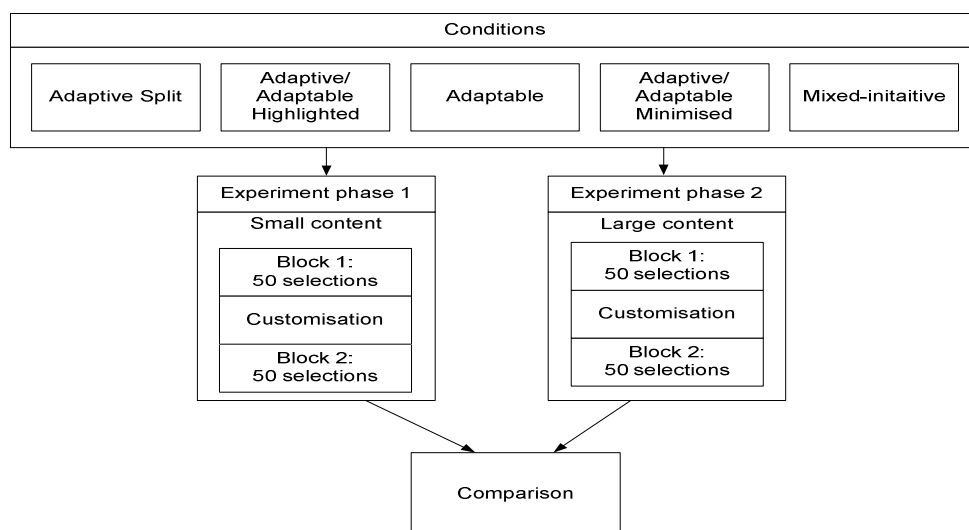 Conditions
Adaptive Split
Adaptive/
Adaptable
Highlighted
Adaptable
Adaptive/
Adaptable
Minimised
Mixed-initaitive
Experiment phase 1
Small content
Block 1:
50 selections
Customisation
Block 2:
50 selections
Experiment phase 2
Large content
Block 1:
50 selections
Customisation
Block 2:
50 selections
Comparison